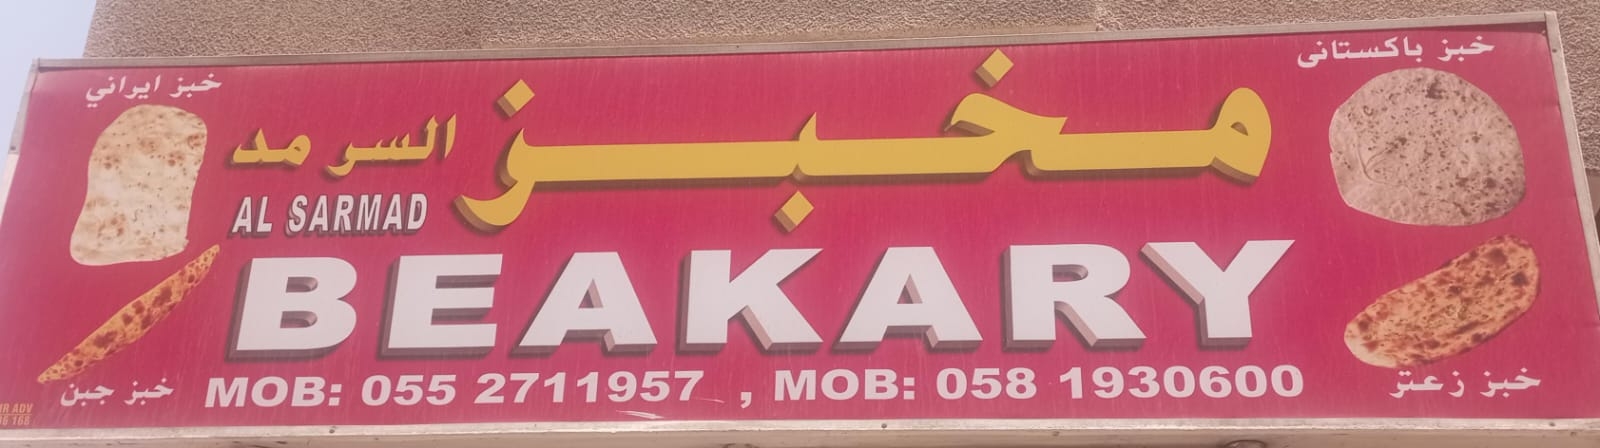 خبز باكستانى
خبز ايراني
مخبز
السرمد
AL SARMAD
BEAKARY
خبز زعتر
خبز جبن
MOB: 055 2711957 , MOB: 058 1930600